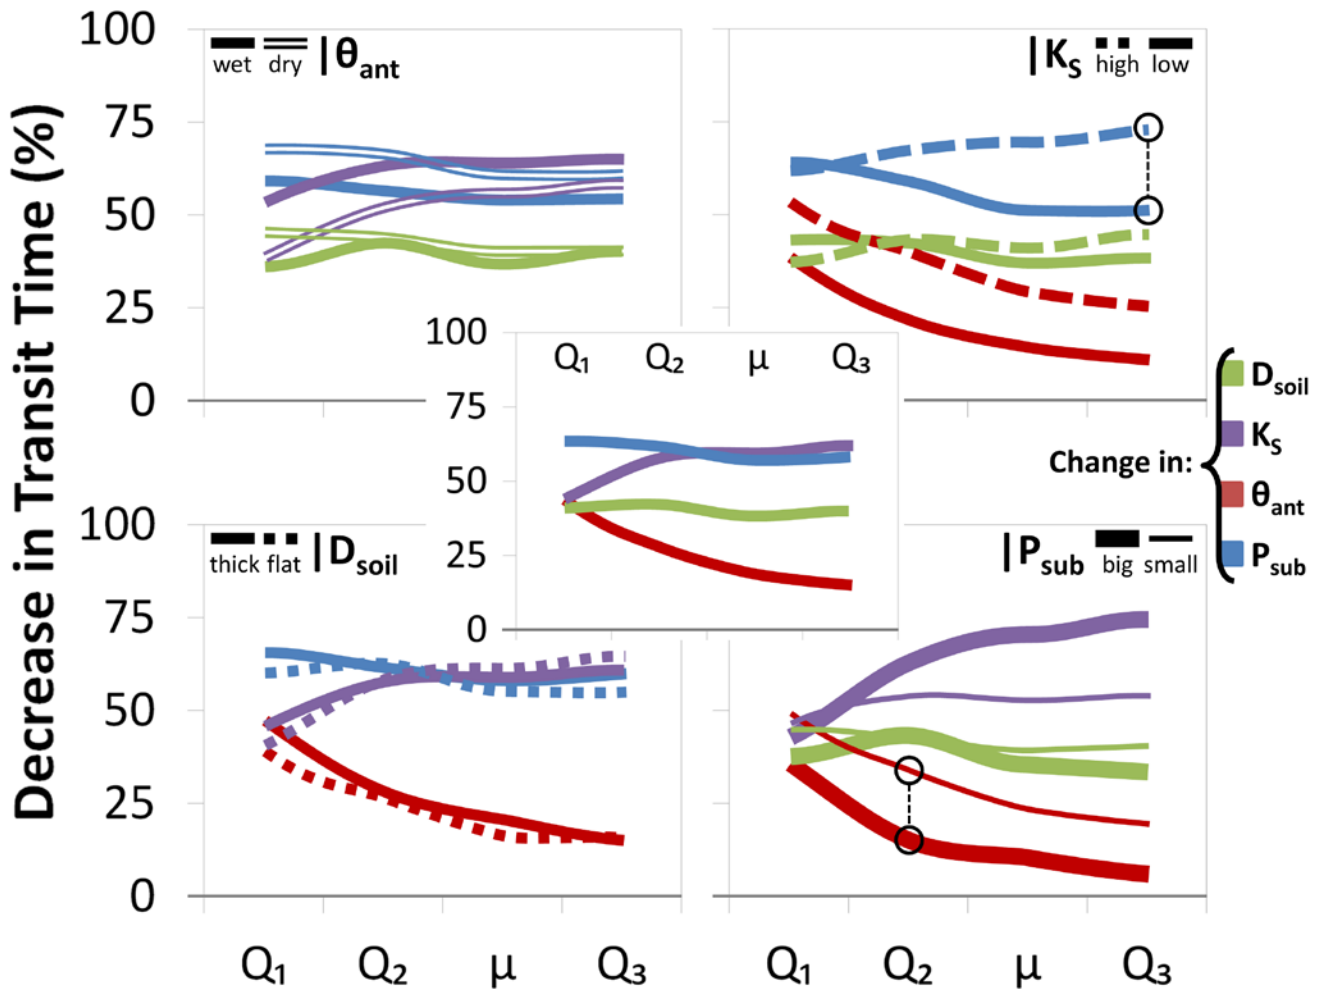 Decrease in Transit Time (%)
100
75
50
25
0
wet dry |θant
|KS high low
100
75
50
25
0
Q1 Q2 μ Q3
Change in:
Dsoil
KS
θant
Psub
100
75
50
25
0
thick flat |Dsoil
|Psub big small
Q1 Q2 μ Q3
Q1 Q2 μ Q3